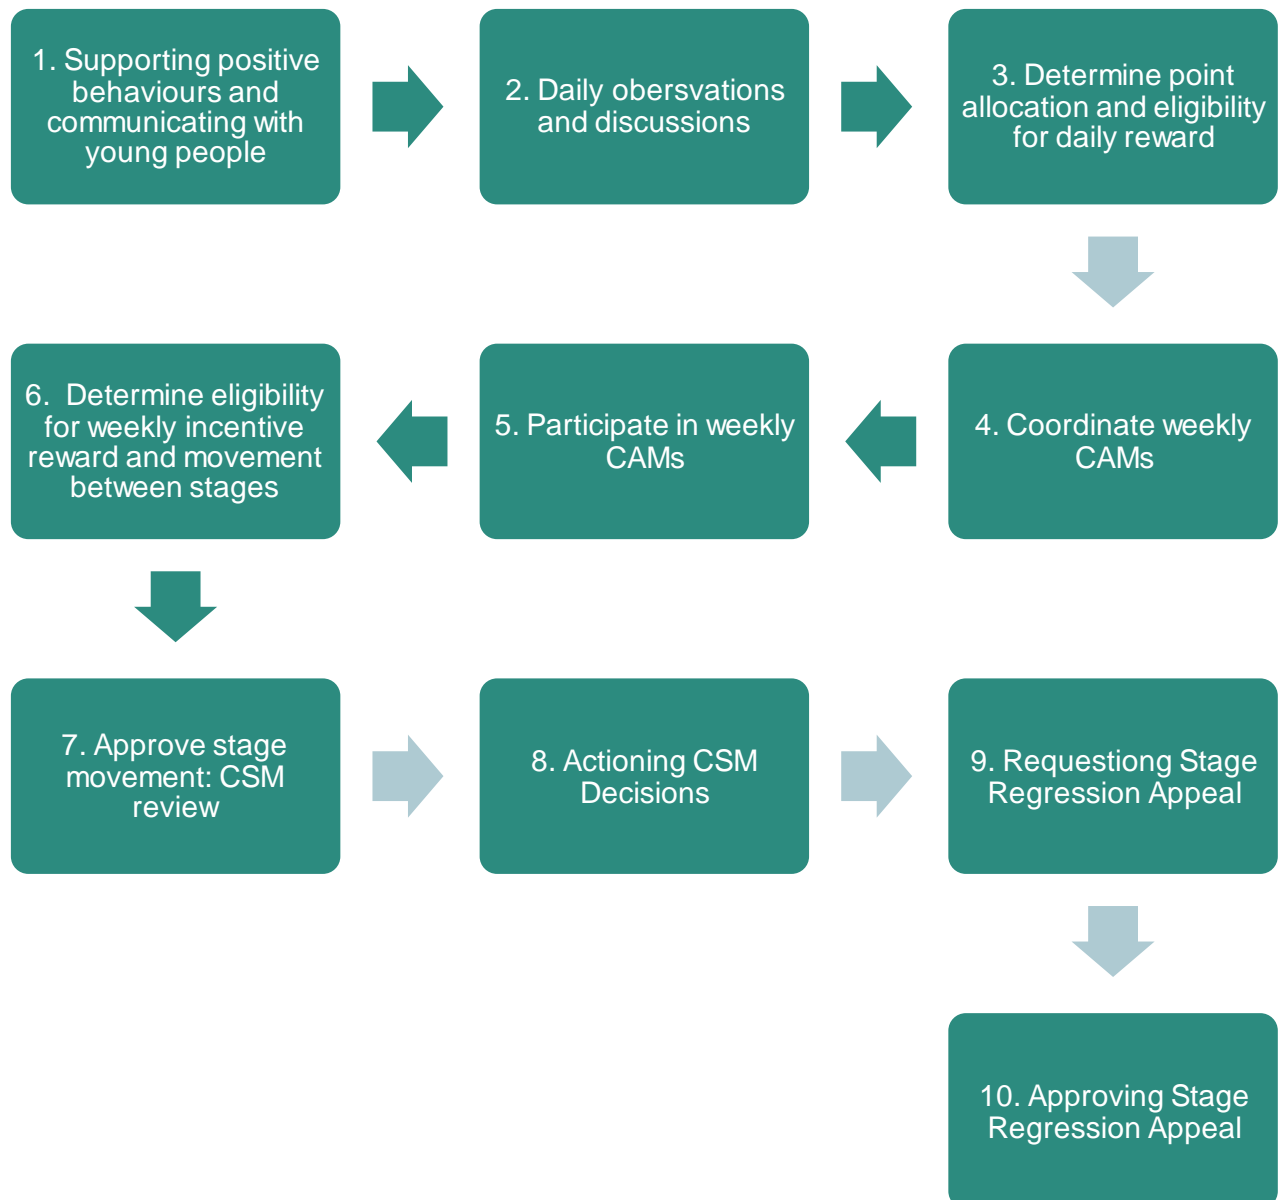 1. Supporting positive
behaviours and
communicating with
young people
2. Daily obersvations
and discussions
3. Determine point
allocation and eligibility
for daily reward
4. Coordinate weekly
CAMs
5. Participate in weekly
CAMs
6. Determine eligibility
for weekly incentive
reward and movement
between stages
7. Approve stage
movement: CSM
review
8. Actioning CSM
Decisions
9. Requestiong Stage
Regression Appeal
10. Approving Stage
Regression Appeal